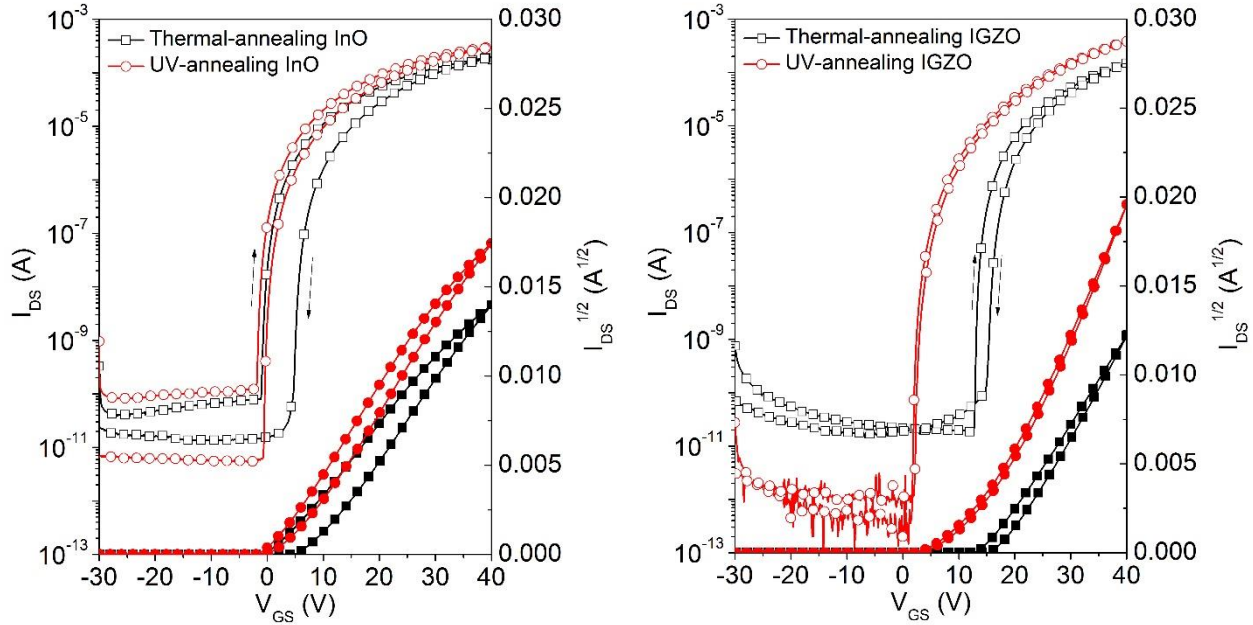 Thermal-annealing InO
UV-annealing InO
10⁻³
10⁻⁵
10⁻⁷
10⁻⁹
10⁻¹¹
10⁻¹³
I_DS (A)
0.030
0.025
0.020
0.015
0.010
0.005
0.000
I_DS^1/2 (A^1/2)
-30 -20 -10 0 10 20 30 40
V_GS (V)
Thermal-annealing IGZO
UV-annealing IGZO
10⁻³
10⁻⁵
10⁻⁷
10⁻⁹
10⁻¹¹
10⁻¹³
I_DS (A)
0.030
0.025
0.020
0.015
0.010
0.005
0.000
I_DS^1/2 (A^1/2)
-30 -20 -10 0 10 20 30 40
V_GS (V)